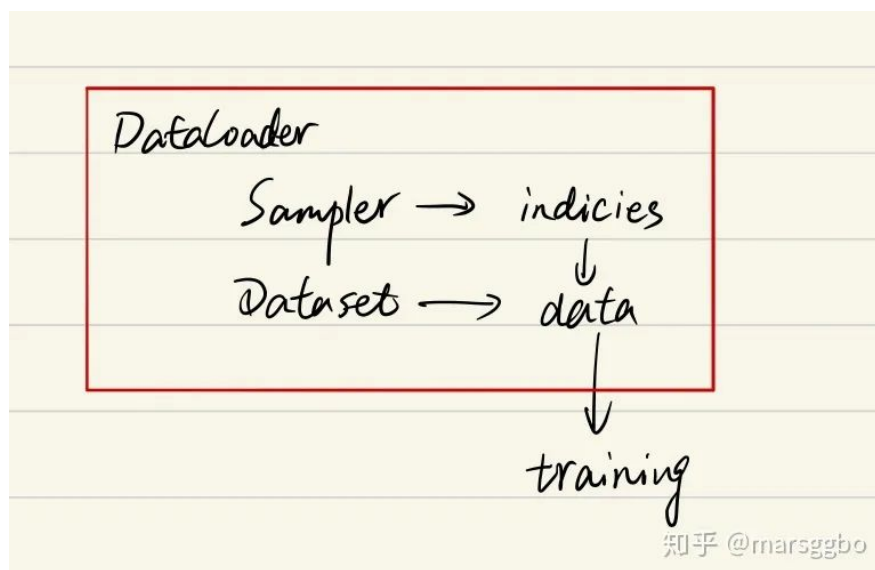 DataLoader
Sampler → indicies
Dataset → data
training
知乎 @marsggbo